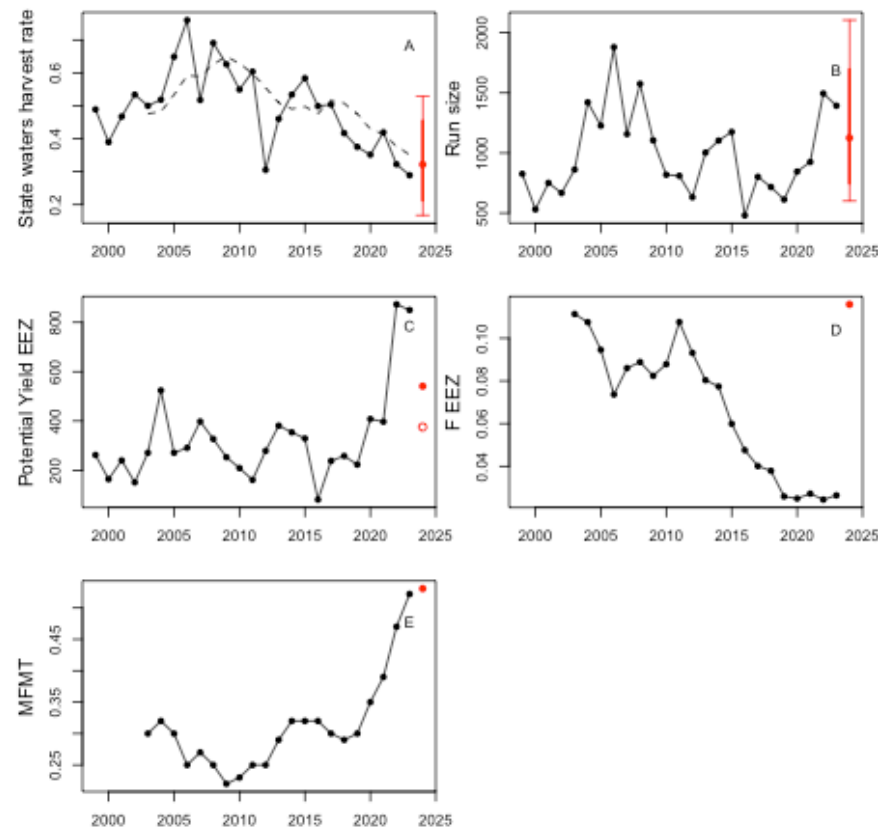 A
State waters harvest rate
0.2 0.4 0.6
2000 2005 2010 2015 2020 2025
B
Run size
500 1000 1500 2000
2000 2005 2010 2015 2020 2025
C
Potential Yield EEZ
200 400 600 800
2000 2005 2010 2015 2020 2025
D
F EEZ
0.04 0.06 0.08 0.10
2000 2005 2010 2015 2020 2025
E
MFMT
0.25 0.35 0.45
2000 2005 2010 2015 2020 2025